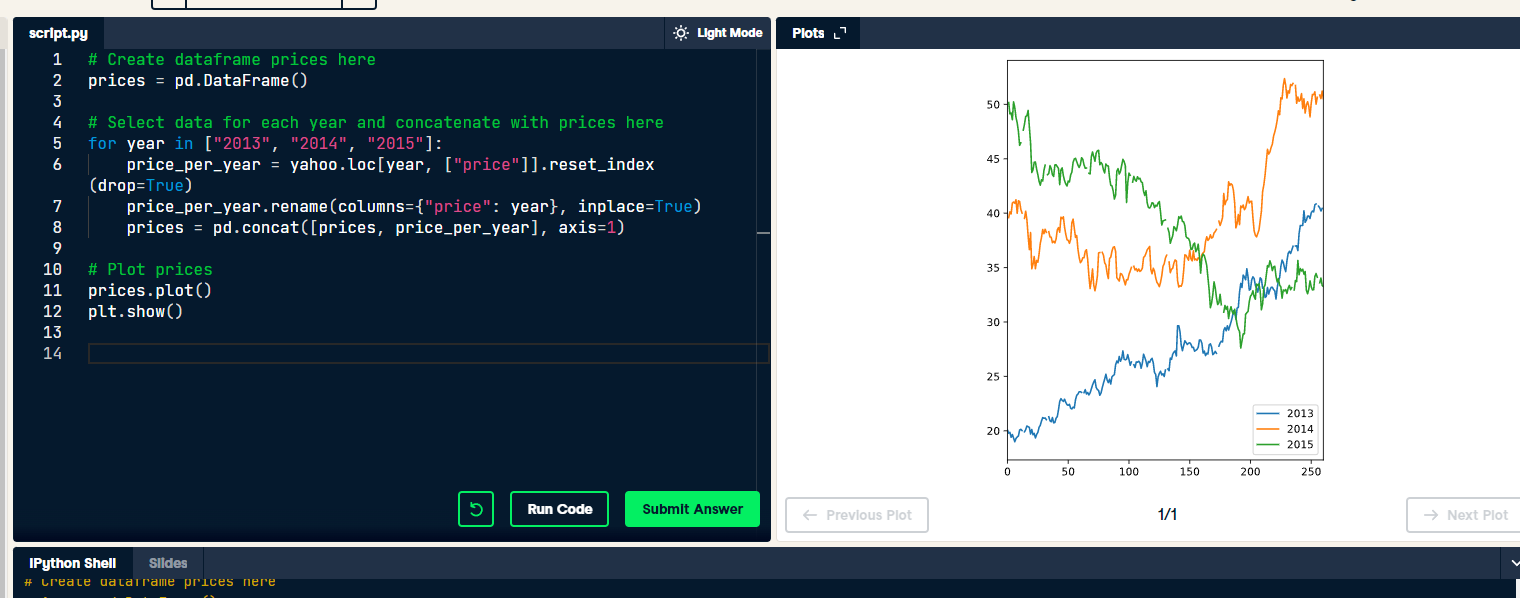 script.py
Light Mode
1 # Create dataframe prices here
2 prices = pd.DataFrame()
3
4 # Select data for each year and concatenate with prices here
5 for year in ["2013", "2014", "2015"]:
6 price_per_year = yahoo.loc[year, ["price"]].reset_index
(drop=True)
7 price_per_year.rename(columns={"price": year}, inplace=True)
8 prices = pd.concat([prices, price_per_year], axis=1)
9
10 # Plot prices
11 prices.plot()
12 plt.show()
13
14
Run Code
Submit Answer
Plots
50
45
40
35
30
25
20
0 50 100 150 200 250
2013
2014
2015
Previous Plot
1/1
Next Plot
IPython Shell
Slides
# Create dataframe prices here